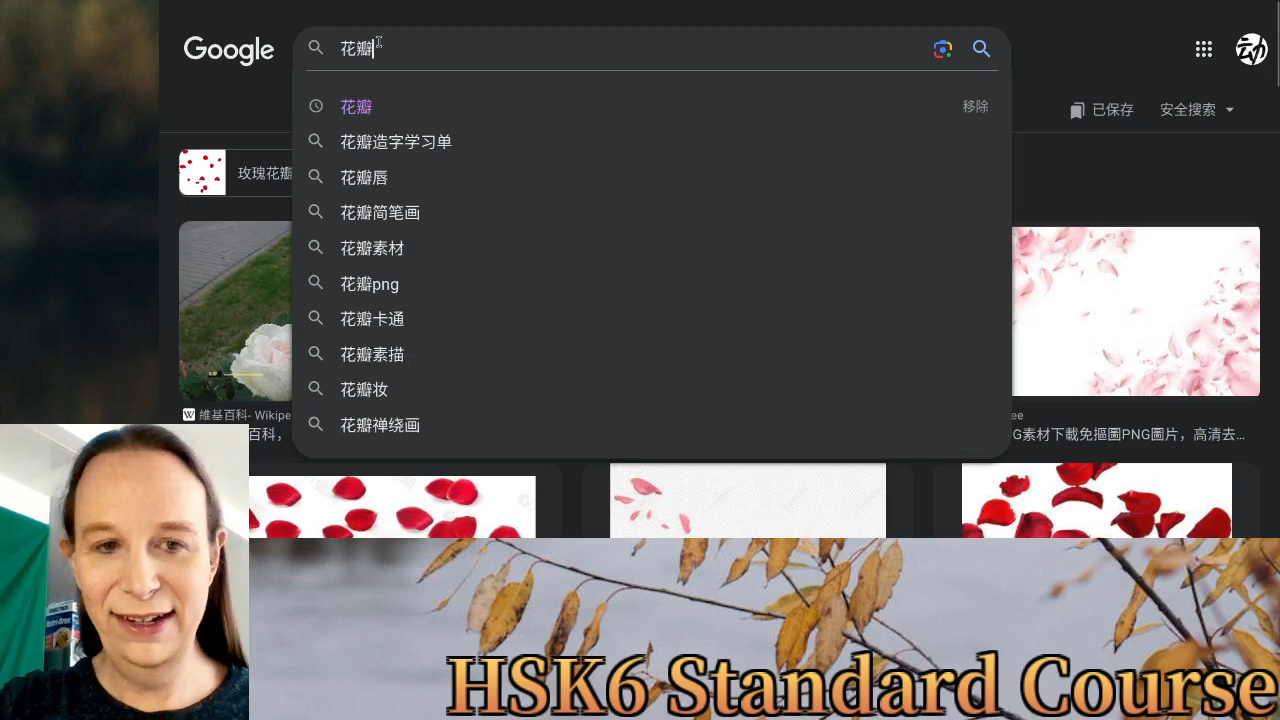 Google
花瓣
花瓣
移除
花瓣造字学习单
花瓣唇
花瓣简笔画
花瓣素材
花瓣png
花瓣卡通
花瓣素描
花瓣妆
花瓣禅绕画
已保存
安全搜索
玫瑰花瓣
W 維基百科- Wikipe
百科，
ee
G素材下載免摳圖PNG圖片，高清去…
HSK6 Standard Course